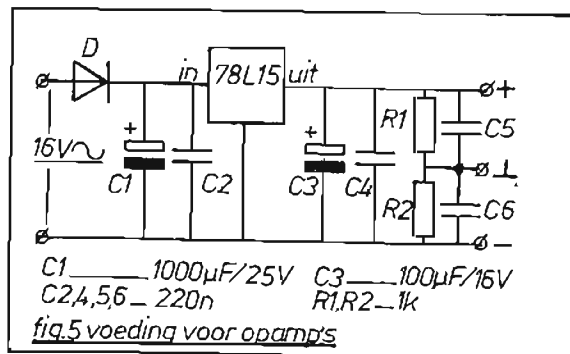 D
in 78L15 uit
+
R1
C5
16V~
+
C1
C2
+
C3
C4
⊥
R2
C6
−
C1 1000µF/25V C3 100µF/16V
C2,4,5,6 220n R1,R2 1k
fig.5 voeding voor opamp's